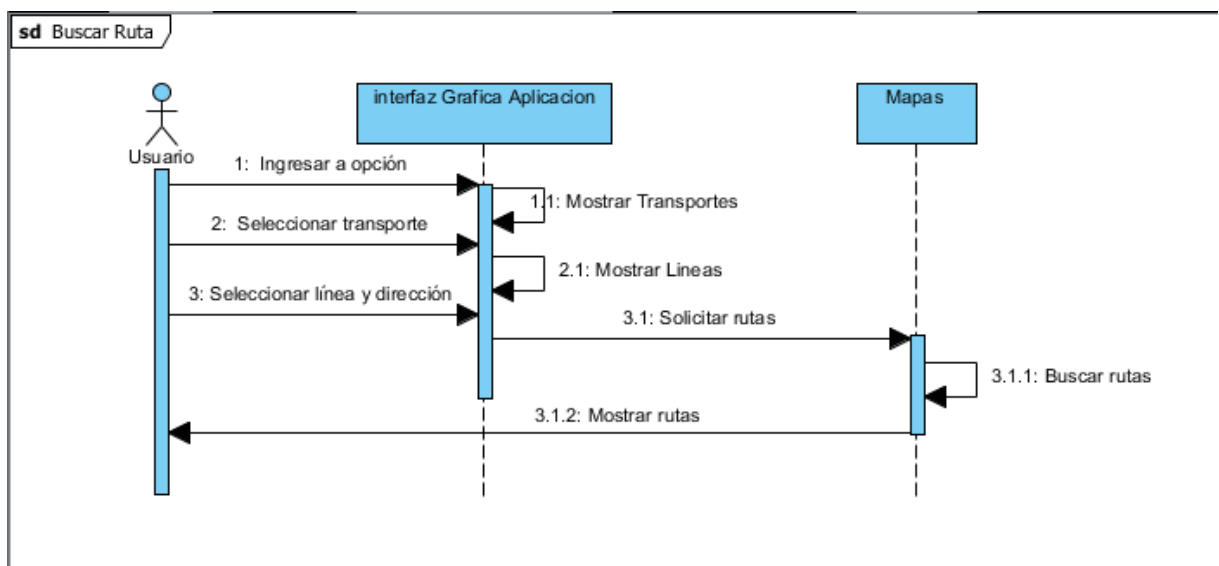 sd Buscar Ruta
interfaz Grafica Aplicacion
Mapas
Usuario
1: Ingresar a opción
1.1: Mostrar Transportes
2: Seleccionar transporte
2.1: Mostrar Lineas
3: Seleccionar línea y dirección
3.1: Solicitar rutas
3.1.1: Buscar rutas
3.1.2: Mostrar rutas